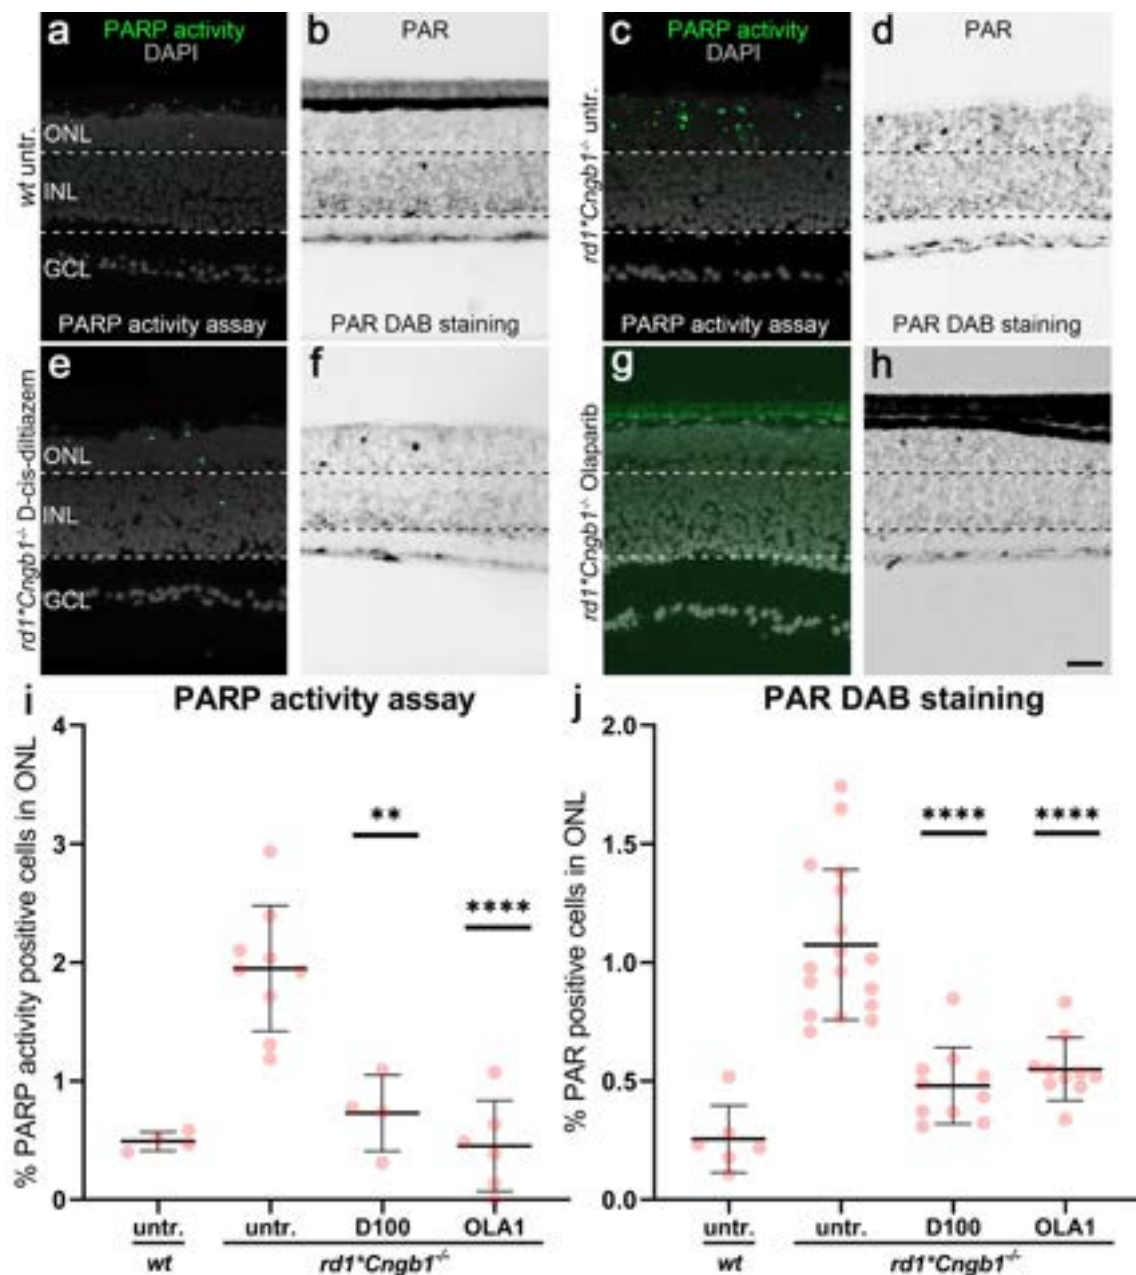 a PARP activity DAPI
b PAR
c PARP activity DAPI
d PAR
wt untr.
ONL
INL
GCL
rd1*Cngb1-/- untr.
PARP activity assay
PAR DAB staining
PARP activity assay
PAR DAB staining
e
f
g
h
rd1*Cngb1-/- D-cis-diltiazem
ONL
INL
GCL
rd1*Cngb1-/- Olaparib
i PARP activity assay
% PARP activity positive cells in ONL
4
3
2
1
0
**
****
untr. untr. D100 OLA1
wt rd1*Cngb1-/-
j PAR DAB staining
% PAR positive cells in ONL
2.0
1.5
1.0
0.5
0.0
**** ****
untr. untr. D100 OLA1
wt rd1*Cngb1-/-